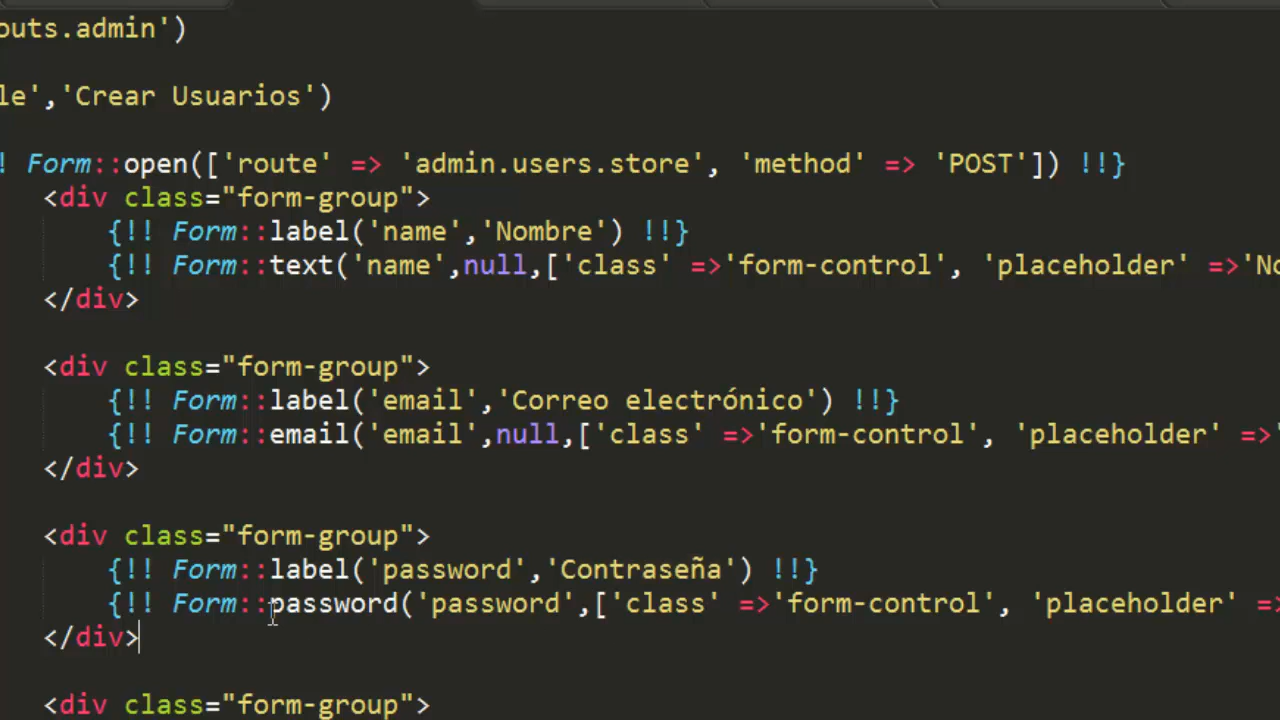 outs.admin')
le','Crear Usuarios')
! Form::open(['route' => 'admin.users.store', 'method' => 'POST']) !!}
<div class="form-group">
{!! Form::label('name','Nombre') !!}
{!! Form::text('name',null,['class' =>'form-control', 'placeholder' =>'No
</div>
<div class="form-group">
{!! Form::label('email','Correo electrónico') !!}
{!! Form::email('email',null,['class' =>'form-control', 'placeholder' =>'
</div>
<div class="form-group">
{!! Form::label('password','Contraseña') !!}
{!! Form::password('password',['class' =>'form-control', 'placeholder' =>
</div>
<div class="form-group">